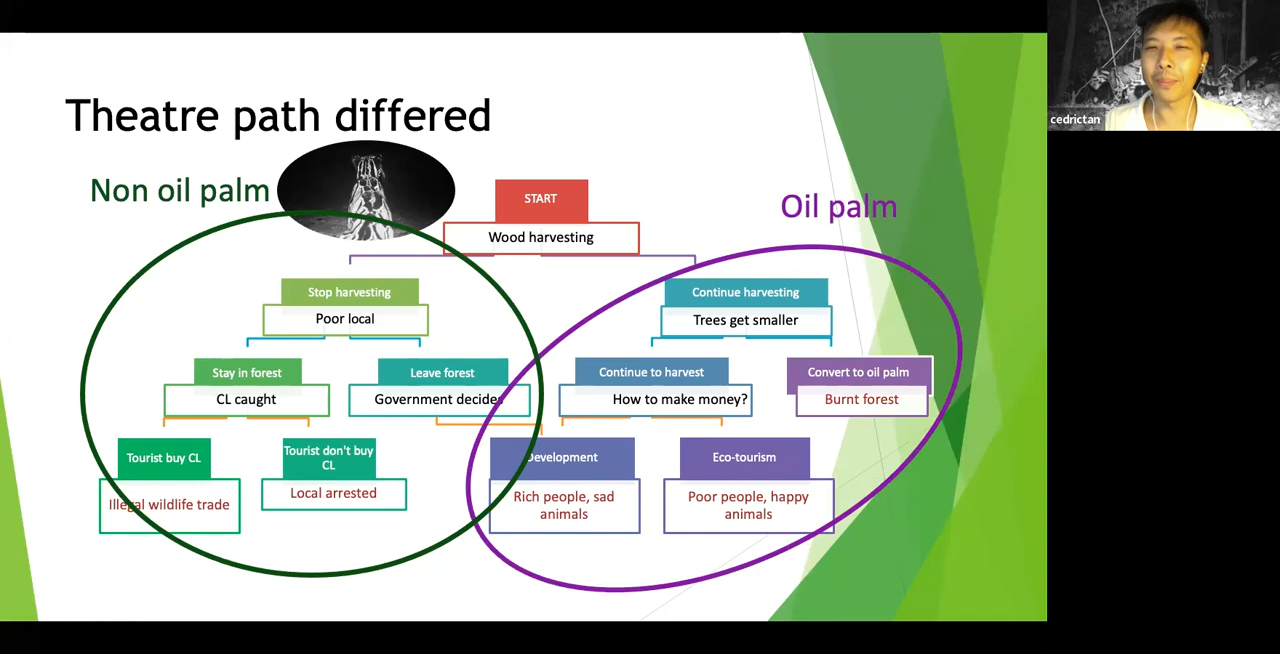 Theatre path differed
cedrictan
Non oil palm
START
Wood harvesting
Oil palm
Stop harvesting
Poor local
Continue harvesting
Trees get smaller
Stay in forest
CL caught
Leave forest
Government decides
Continue to harvest
How to make money?
Convert to oil palm
Burnt forest
Tourist buy CL
Illegal wildlife trade
Tourist don't buy
CL
Local arrested
Development
Rich people, sad
animals
Eco-tourism
Poor people, happy
animals